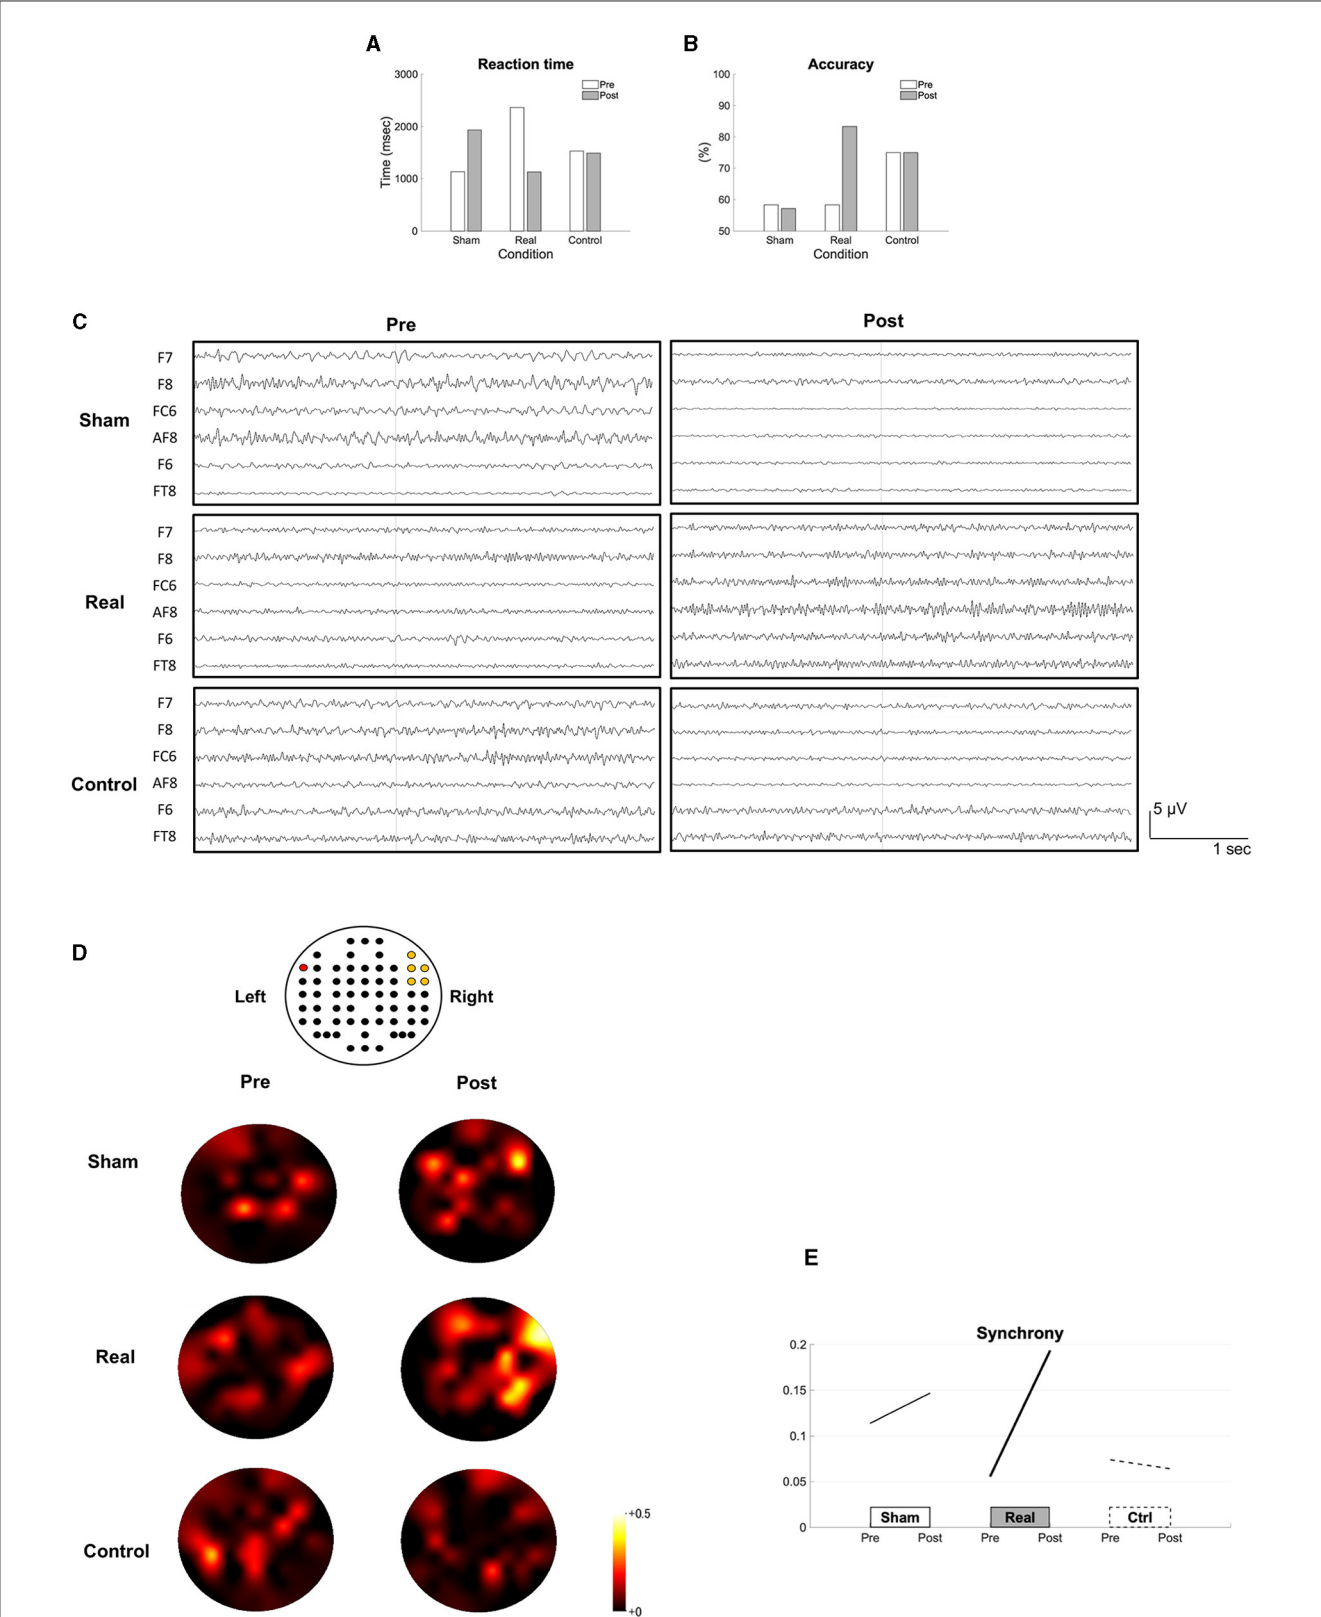 A
Reaction time
3000
2000
1000
0
Time (msec)
Pre
Post
Sham
Real
Control
Condition
B
Accuracy
100
90
80
70
60
50
(%)
Pre
Post
Sham
Real
Control
Condition
C
Pre
Post
Sham
F7
F8
FC6
AF8
F6
FT8
Real
F7
F8
FC6
AF8
F6
FT8
Control
F7
F8
FC6
AF8
F6
FT8
5 µV
1 sec
D
Left
Right
Pre
Post
Sham
Real
Control
+0.5
+0
E
Synchrony
0.2
0.15
0.1
0.05
0
Sham
Real
Ctrl
Pre
Post
Pre
Post
Pre
Post